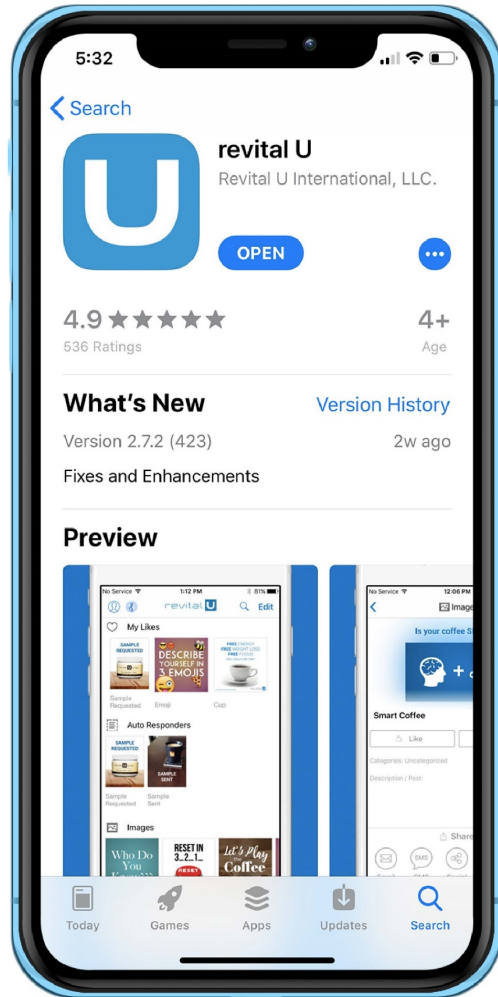 5:32
Search
revital U
Revital U International, LLC.
OPEN
4.9
4+
536 Ratings
Age
What's New
Version History
Version 2.7.2 (423)
2w ago
Fixes and Enhancements
Preview
No Service
1:12 PM
81%
revital U
Edit
My Likes
SAMPLE
REQUESTED
DESCRIBE
YOURSELF IN
3 EMOJIS
FREE ENERGY
FREE WEIGHT LOSS
FREE FOCUS
Sample
Requested
Emoji
Cup
Auto Responders
SAMPLE
REQUESTED
SAMPLE
SENT
Sample
Requested
Sample
Sent
Images
Who Do
You
RESET IN
3...2...1...
RESET
Let's Play
Coffee
No Service
12:06 PM
Image
Is your coffee
Smart Coffee
Like
Categories: Uncategorized
Description / Post:
Share
SMS
Today
Games
Apps
Updates
Search